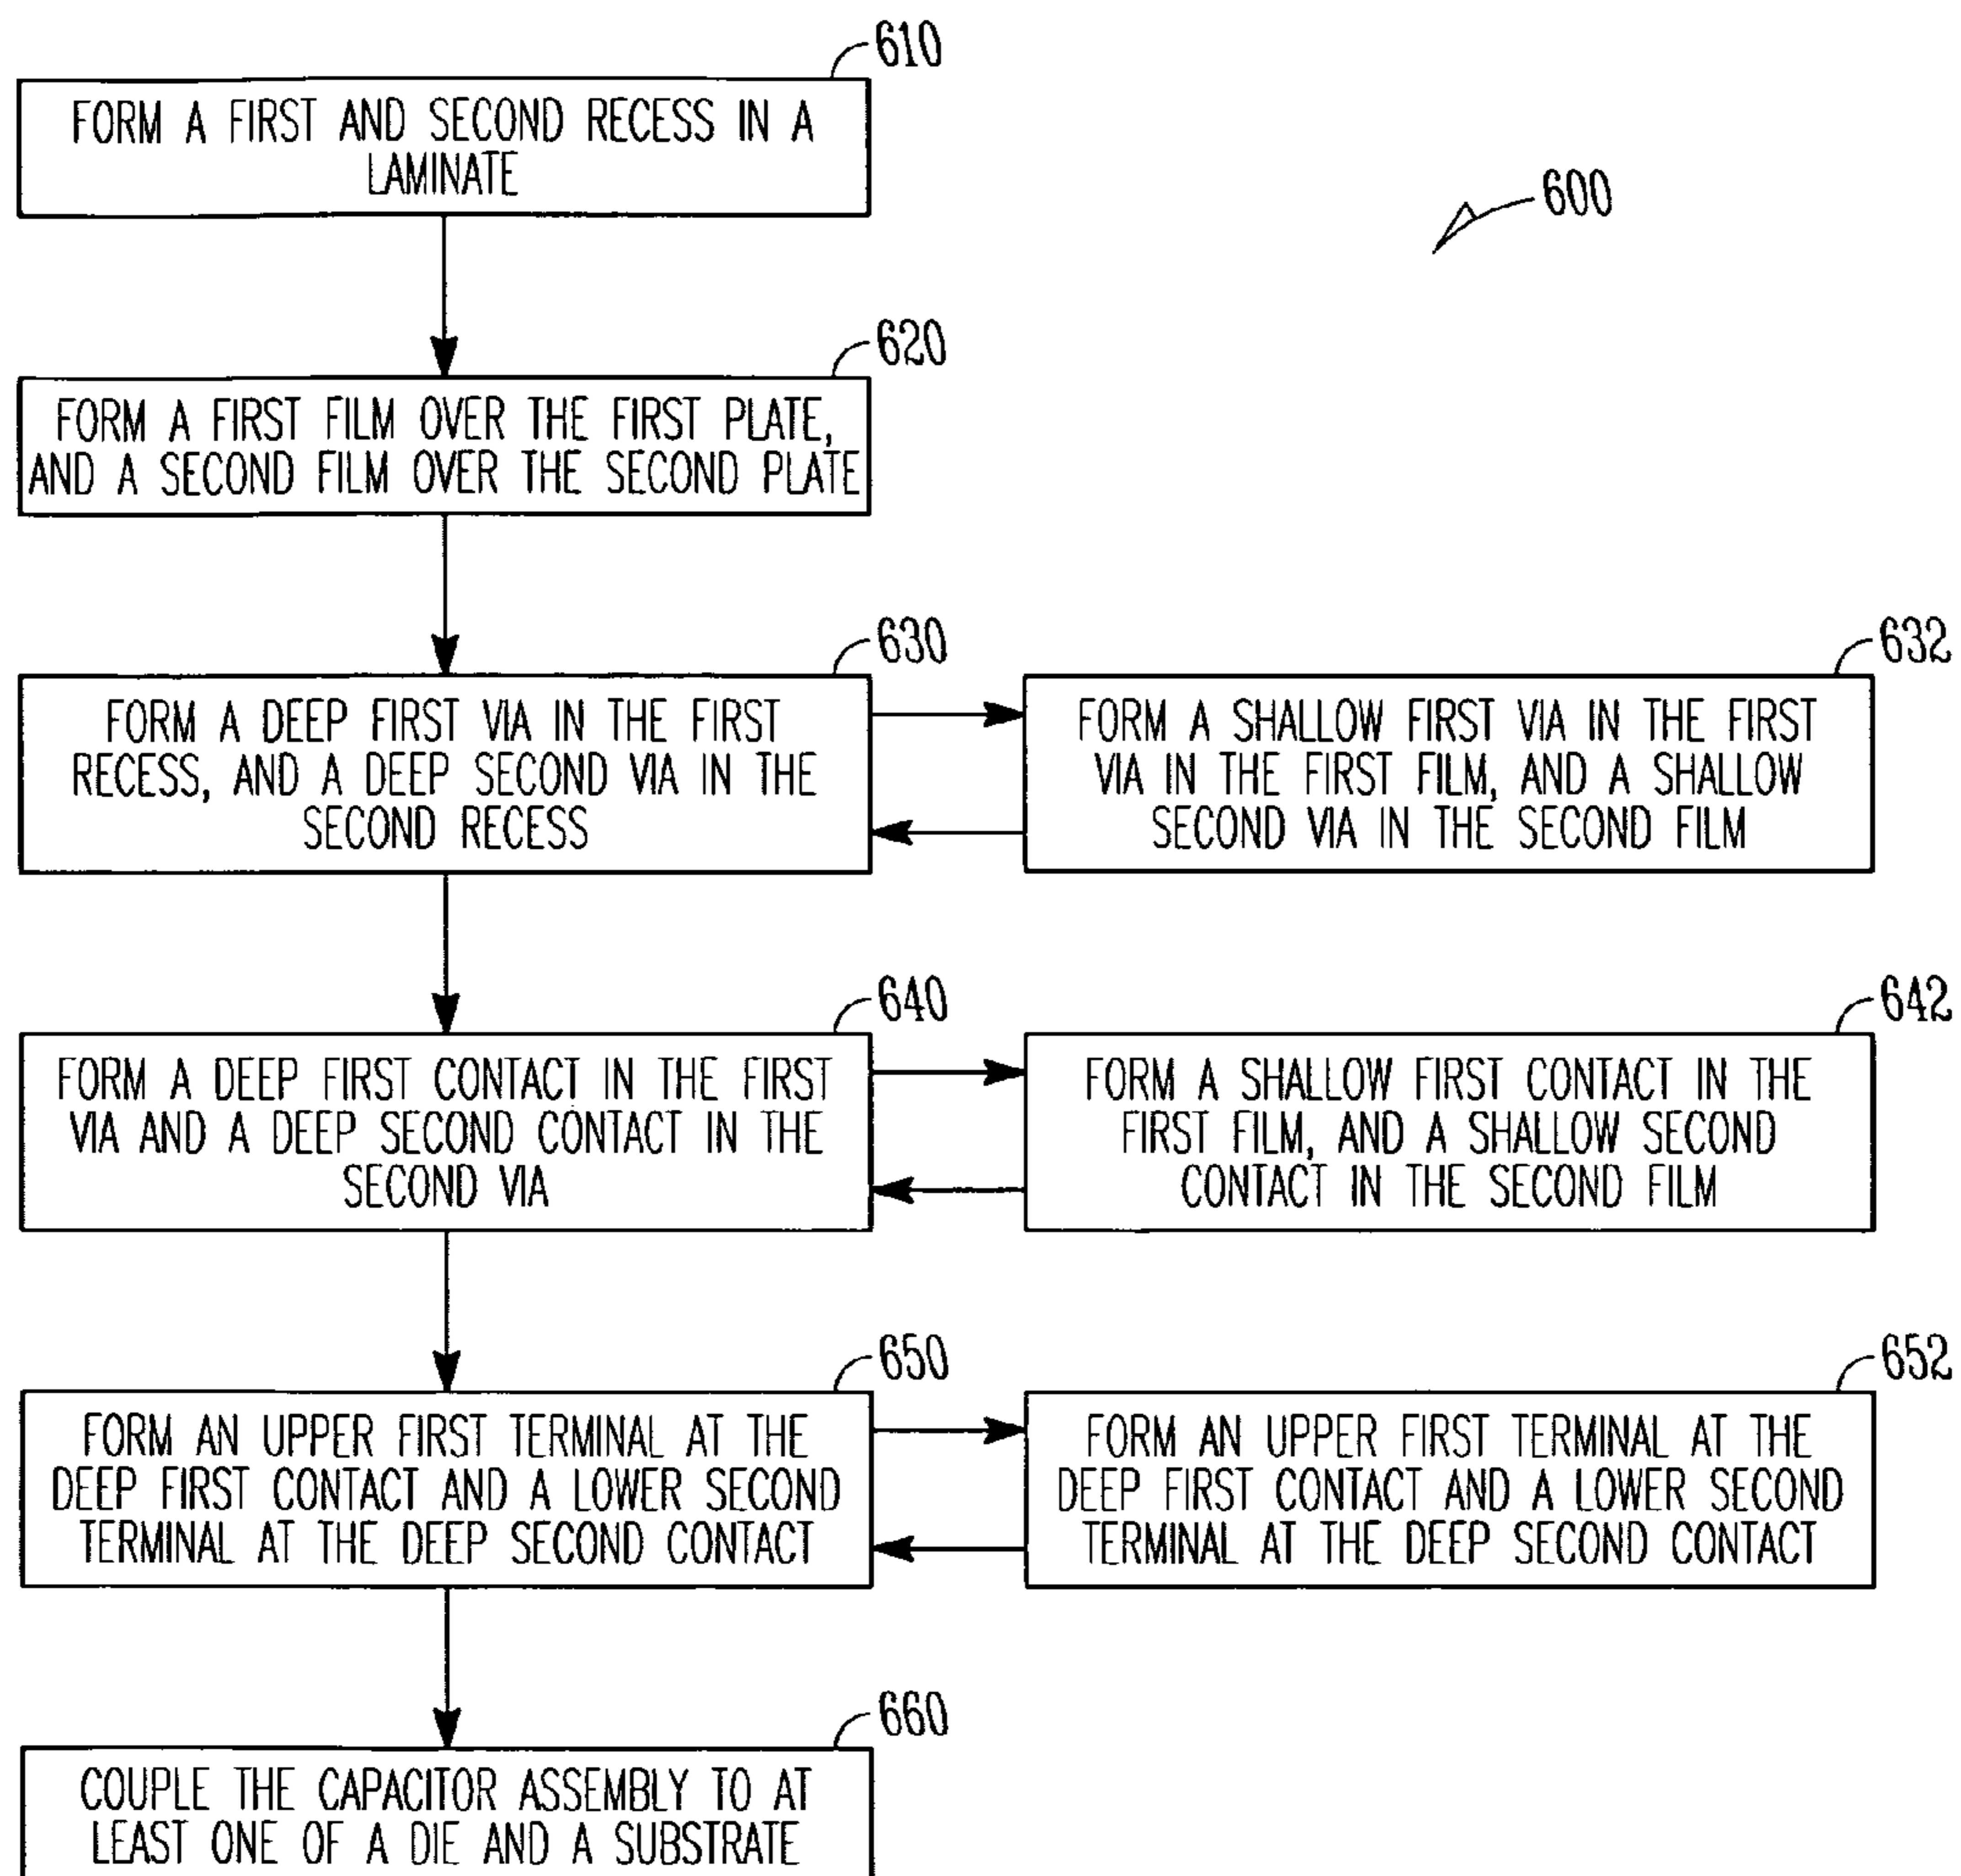 610
FORM A FIRST AND SECOND RECESS IN A
LAMINATE
600
620
FORM A FIRST FILM OVER THE FIRST PLATE,
AND A SECOND FILM OVER THE SECOND PLATE
630
FORM A DEEP FIRST VIA IN THE FIRST
RECESS, AND A DEEP SECOND VIA IN THE
SECOND RECESS
632
FORM A SHALLOW FIRST VIA IN THE FIRST
VIA IN THE FIRST FILM, AND A SHALLOW
SECOND VIA IN THE SECOND FILM
640
FORM A DEEP FIRST CONTACT IN THE FIRST
VIA AND A DEEP SECOND CONTACT IN THE
SECOND VIA
642
FORM A SHALLOW FIRST CONTACT IN THE
FIRST FILM, AND A SHALLOW SECOND
CONTACT IN THE SECOND FILM
650
FORM AN UPPER FIRST TERMINAL AT THE
DEEP FIRST CONTACT AND A LOWER SECOND
TERMINAL AT THE DEEP SECOND CONTACT
652
FORM AN UPPER FIRST TERMINAL AT THE
DEEP FIRST CONTACT AND A LOWER SECOND
TERMINAL AT THE DEEP SECOND CONTACT
660
COUPLE THE CAPACITOR ASSEMBLY TO AT
LEAST ONE OF A DIE AND A SUBSTRATE